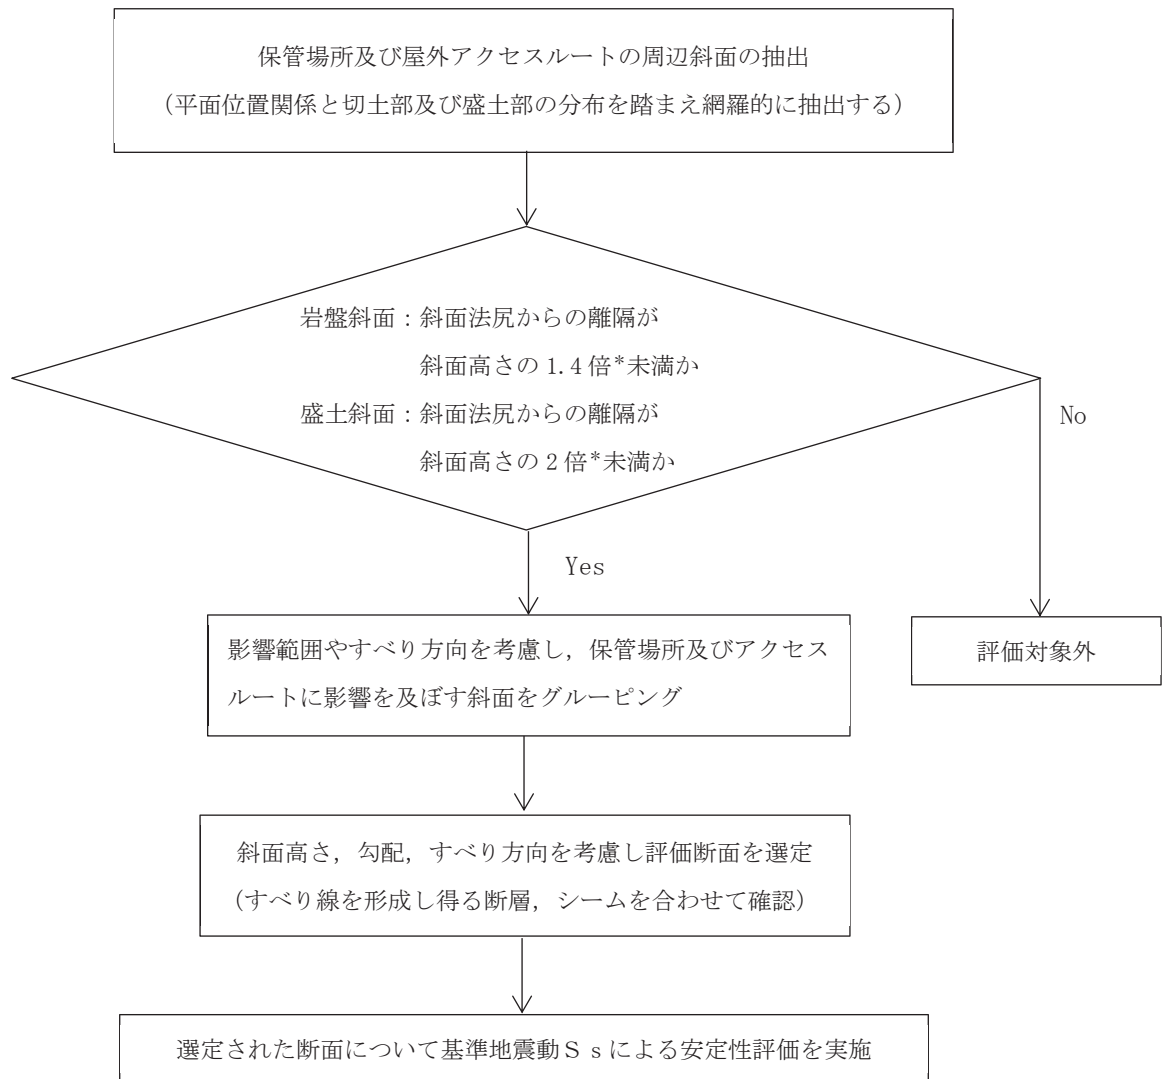 保管場所及び屋外アクセスルートの周辺斜面の抽出
（平面位置関係と切土部及び盛土部の分布を踏まえ網羅的に抽出する）
岩盤斜面：斜面法尻からの離隔が
斜面高さの 1.4 倍*未満か
盛土斜面：斜面法尻からの離隔が
斜面高さの 2 倍*未満か
No
Yes
影響範囲やすべり方向を考慮し，保管場所及びアクセス
ルートに影響を及ぼす斜面をグルーピング
評価対象外
斜面高さ，勾配，すべり方向を考慮し評価断面を選定
（すべり線を形成し得る断層，シームを合わせて確認）
選定された断面について基準地震動Ｓｓによる安定性評価を実施